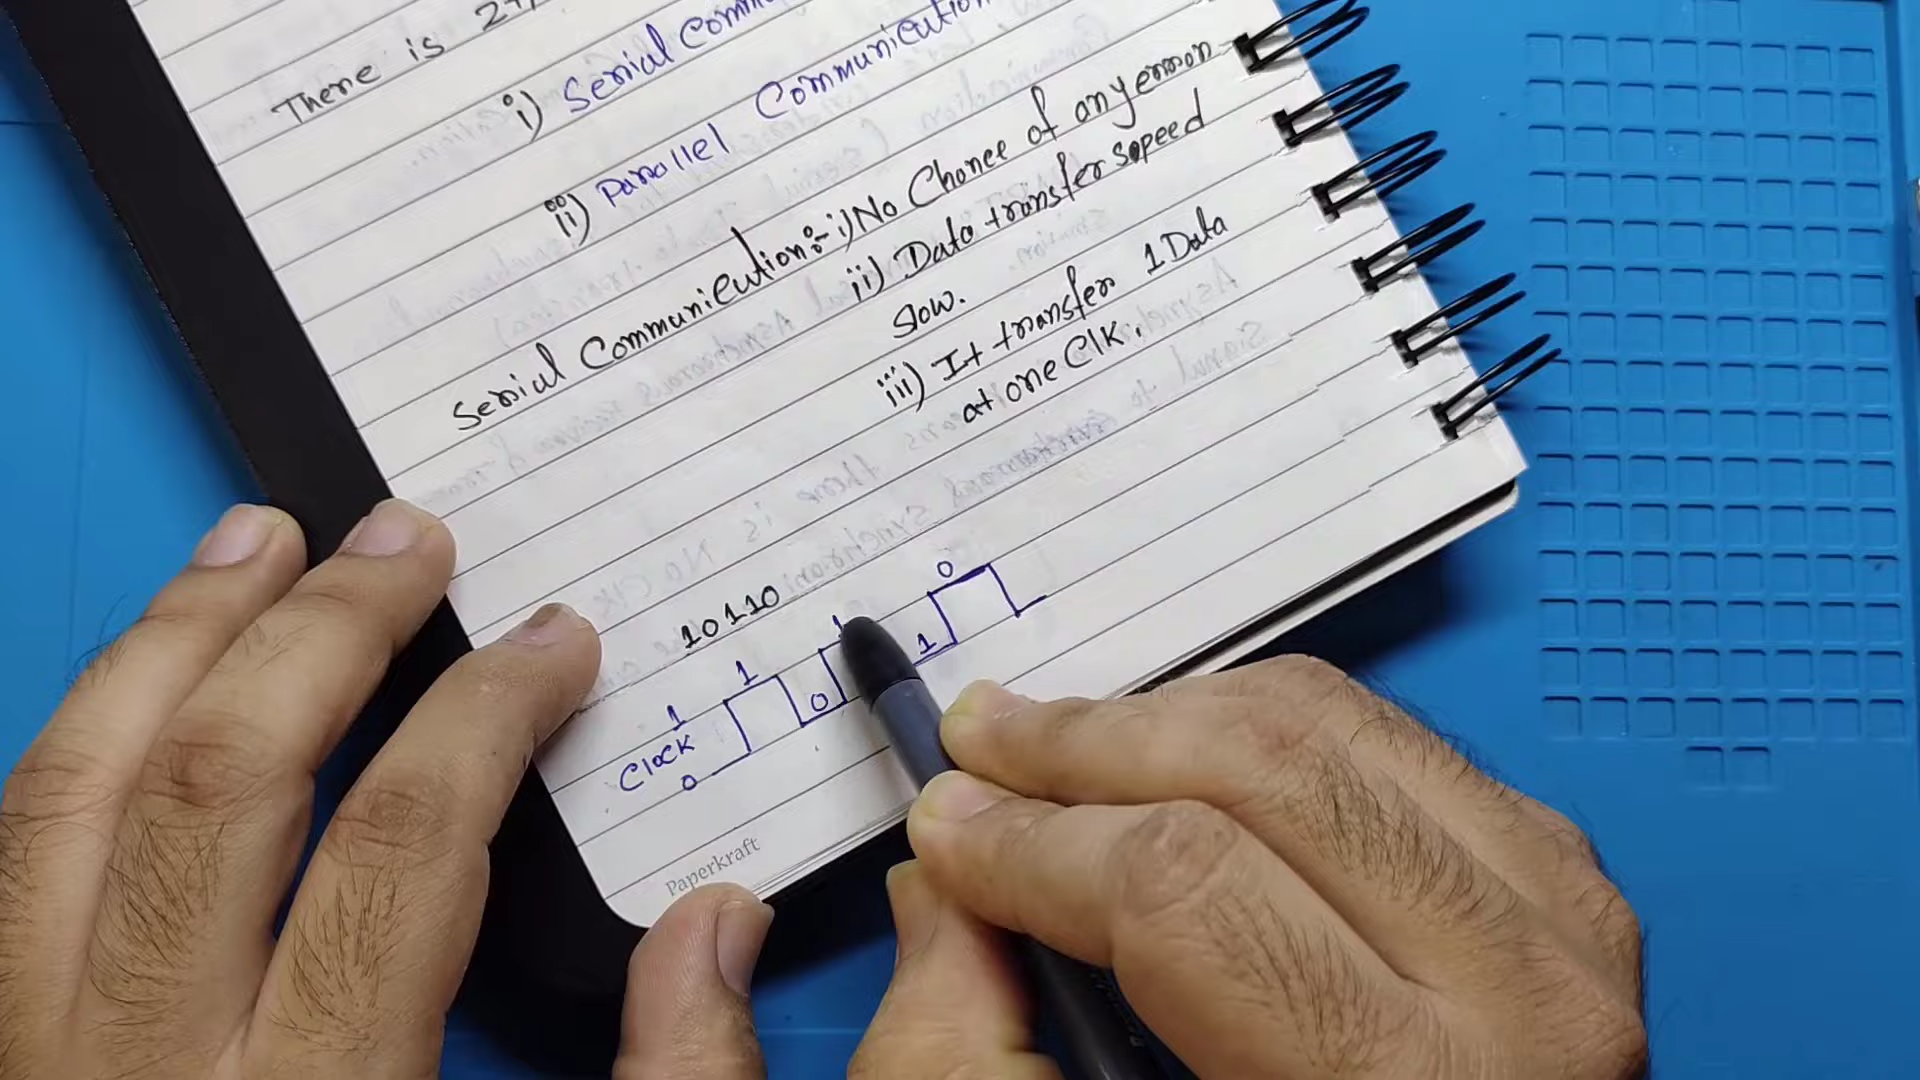 There is
i) Serial Comm
ii) Parallel Communication
Serial Communication:- i) No Chance of any error
ii) Data transfer speed
slow.
iii) It transfer 1 Data
at one Clk.
10110
0
1
1
1
1
0
Clock
0
Paperkraft